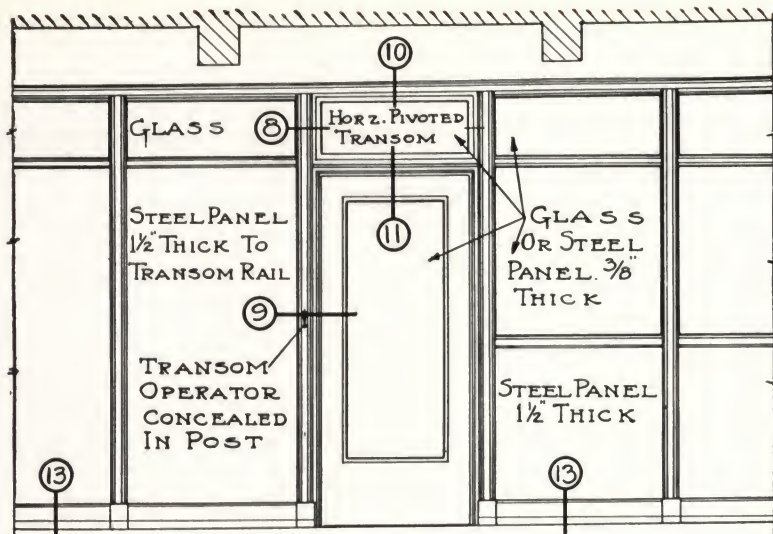 10
GLASS
8
HORZ. PIVOTED
TRANSOM
STEEL PANEL
1½" THICK TO
TRANSOM RAIL
11
GLASS
OR STEEL
PANEL. 3/8"
THICK
9
TRANSOM
OPERATOR
CONCEALED
IN POST
STEEL PANEL
1½" THICK
13
13